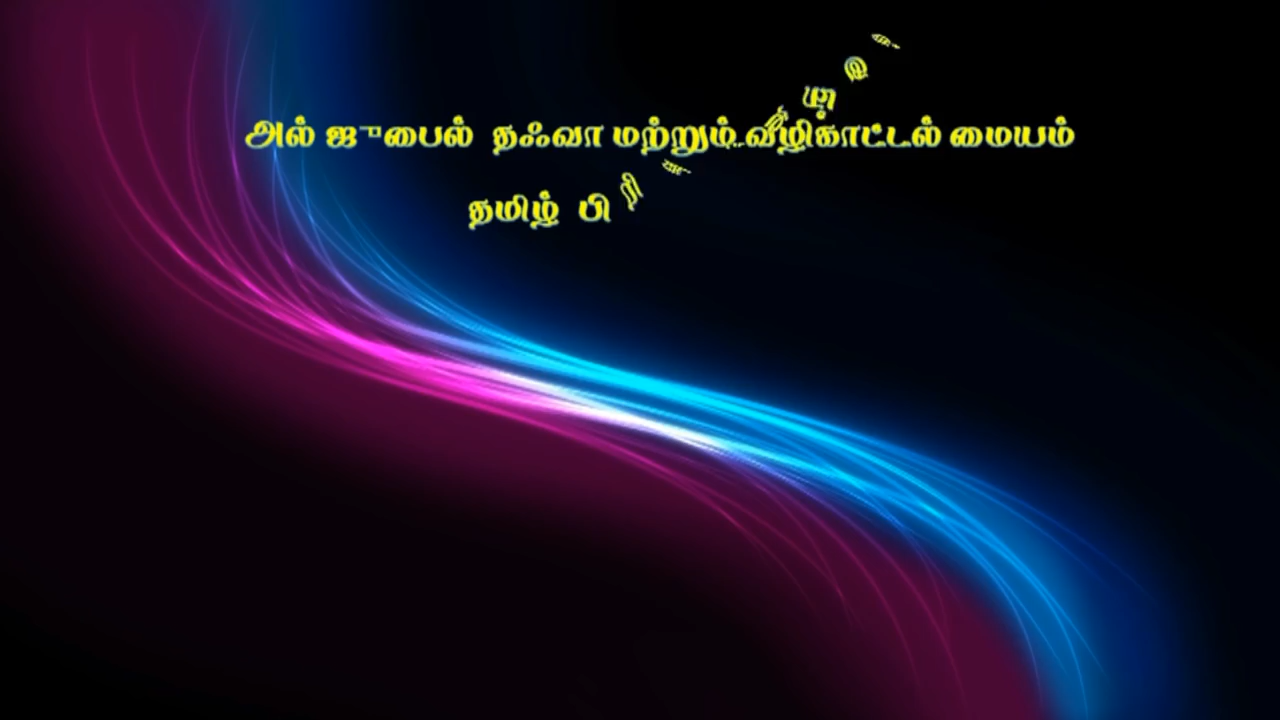 அல் ஜுபைல் தஃவா மற்றும் வழிகாட்டல் மையம்
தமிழ்